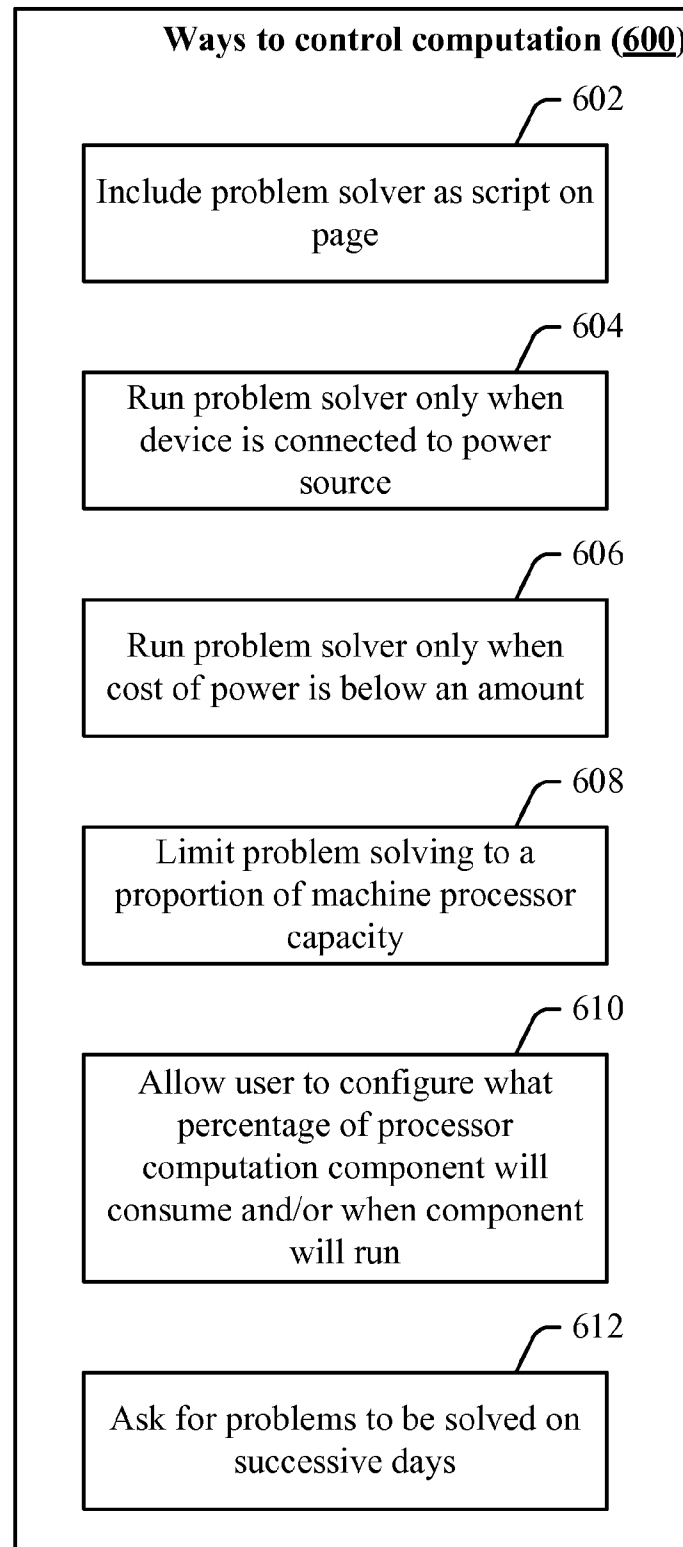 Ways to control computation (600)
602
Include problem solver as script on
page
604
Run problem solver only when
device is connected to power
source
606
Run problem solver only when
cost of power is below an amount
608
Limit problem solving to a
proportion of machine processor
capacity
610
Allow user to configure what
percentage of processor
computation component will
consume and/or when component
will run
612
Ask for problems to be solved on
successive days